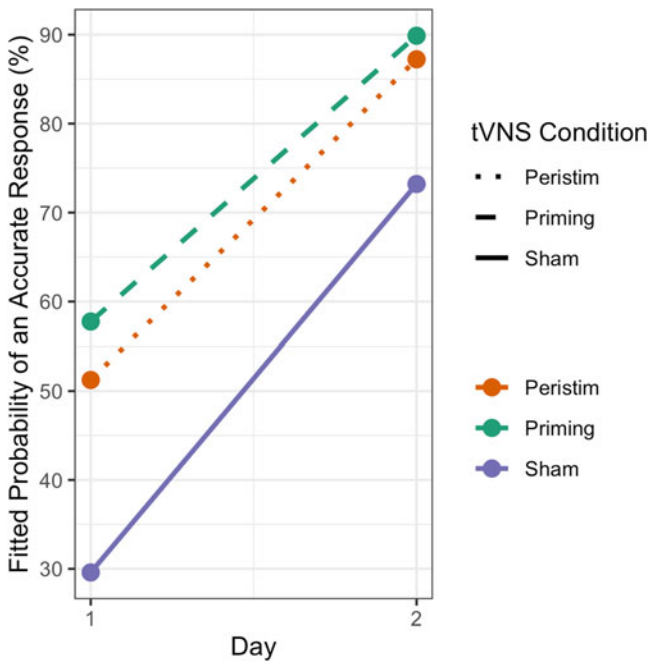 Fitted Probability of an Accurate Response (%)
90
80
70
60
50
40
30
1
2
Day
tVNS Condition
Peristim
Priming
Sham
Peristim
Priming
Sham